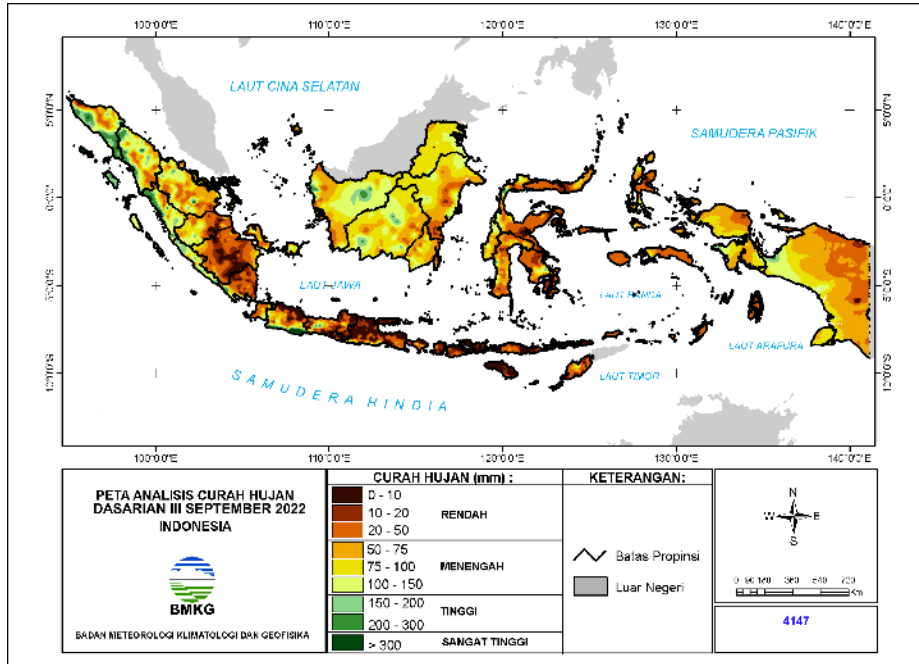 100°0'0"E 110°0'0"E 120°0'0"E 130°0'0"E 140°0'0"E
LAUT CINA SELATAN
SAMUDERA PASIFIK
5°0'0"N 5°0'0"N
0°0'0" 0°0'0"
LAUT JAWA
LAUT BANDA
5°0'0"S 5°0'0"S
LAUT ARAFURA
LAUT TIMOR
10°0'0"S 10°0'0"S
SAMUDERA HINDIA
100°0'0"E 110°0'0"E 120°0'0"E 130°0'0"E 140°0'0"E
PETA ANALISIS CURAH HUJAN
DASARIAN III SEPTEMBER 2022
INDONESIA
BMKG
BADAN METEOROLOGI KLIMATOLOGI DAN GEOFISIKA
CURAH HUJAN (mm) :
0 - 10
10 - 20
20 - 50
RENDAH
50 - 75
75 - 100
100 - 150
MENENGAH
150 - 200
200 - 300
TINGGI
> 300
SANGAT TINGGI
KETERANGAN:
Batas Propinsi
Luar Negeri
N
W E
S
0 90 180 360 540 720
Km
4147